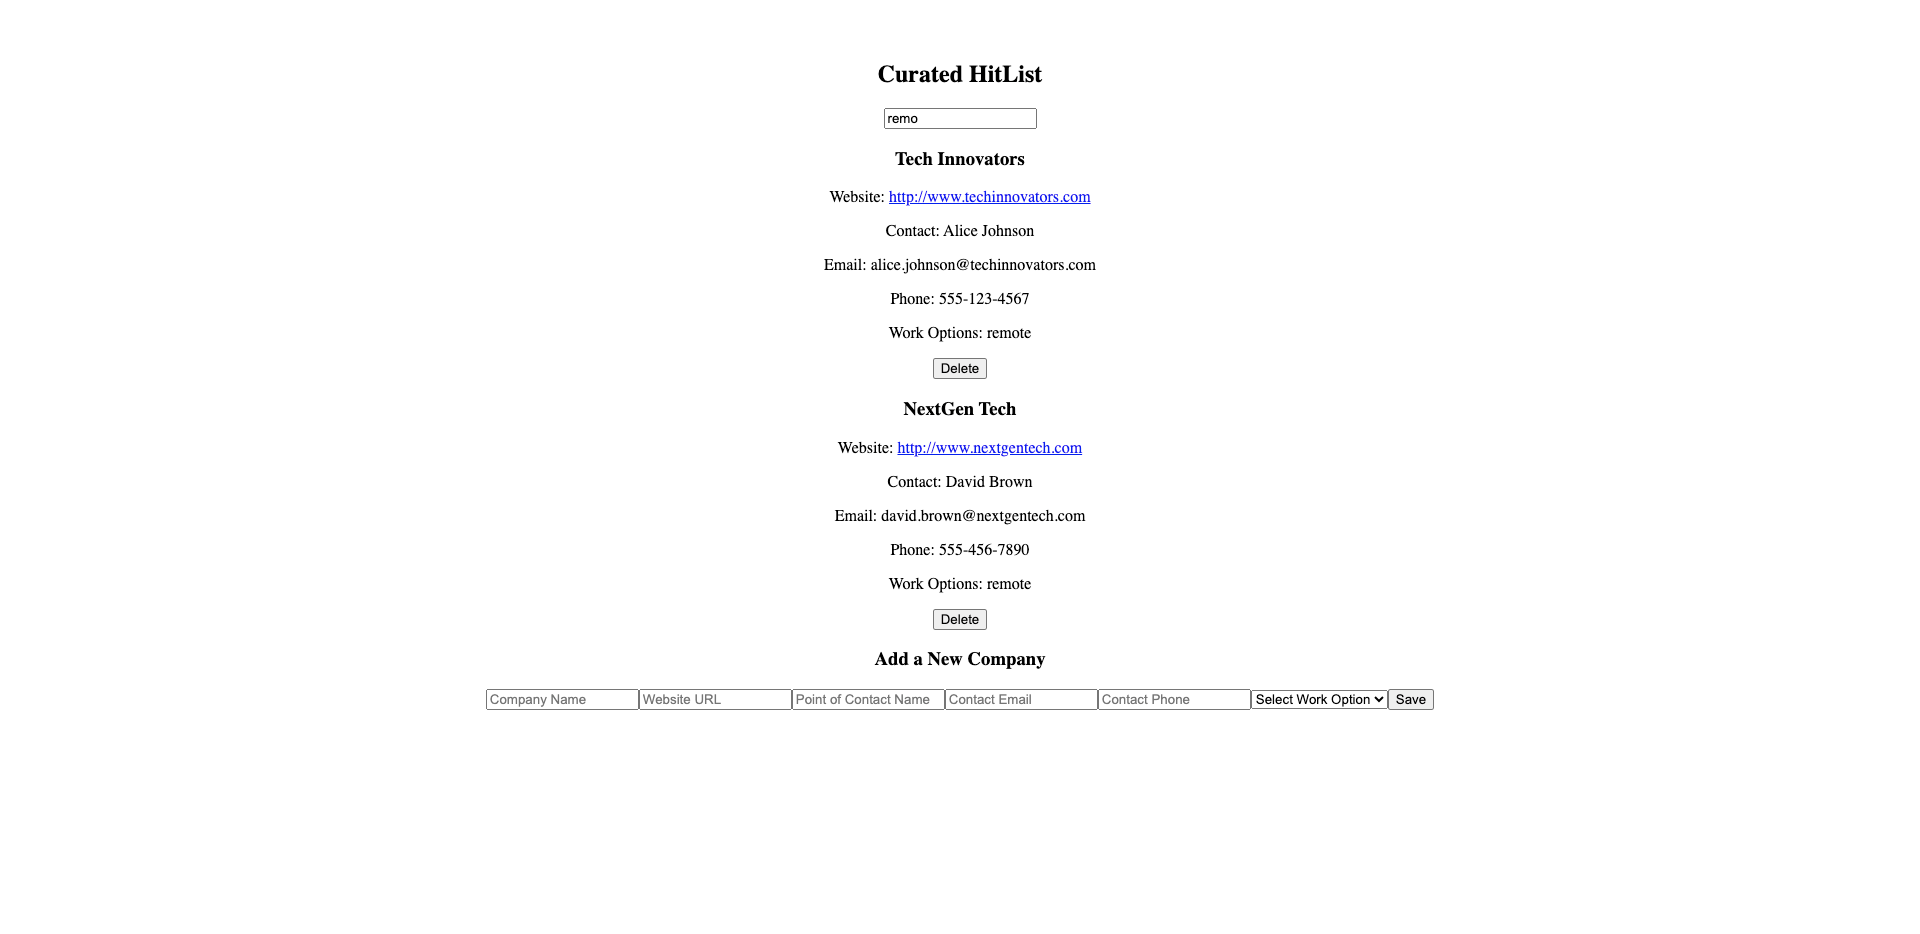 Curated HitList
remo
Tech Innovators
Website: http://www.techinnovators.com
Contact: Alice Johnson
Email: alice.johnson@techinnovators.com
Phone: 555-123-4567
Work Options: remote
Delete
NextGen Tech
Website: http://www.nextgentech.com
Contact: David Brown
Email: david.brown@nextgentech.com
Phone: 555-456-7890
Work Options: remote
Delete
Add a New Company
Company Name Website URL Point of Contact Name Contact Email Contact Phone Select Work Option Save